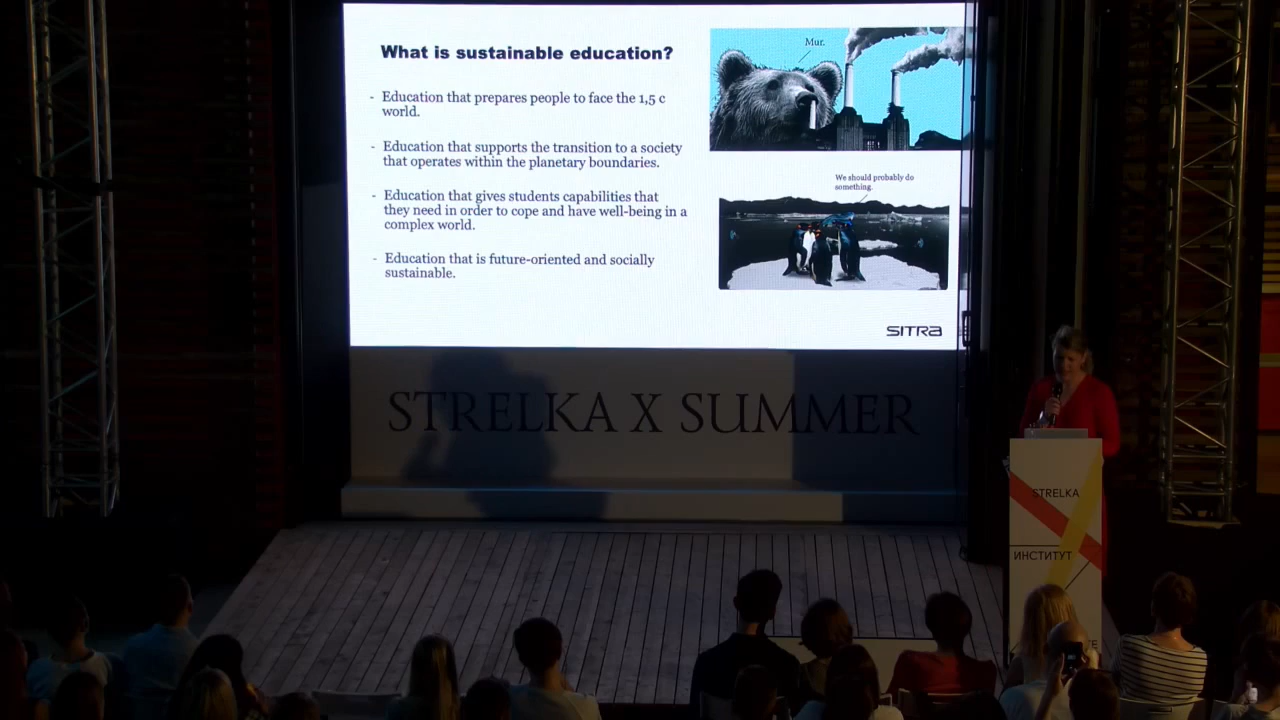 What is sustainable education?
- Education that prepares people to face the 1,5 c
world.
- Education that supports the transition to a society
that operates within the planetary boundaries.
- Education that gives students capabilities that
they need in order to cope and have well-being in a
complex world.
- Education that is future-oriented and socially
sustainable.
Mur.
We should probably do
something.
SITRA
STRELKA X SUMMER
STRELKA
ИНСТИТУТ